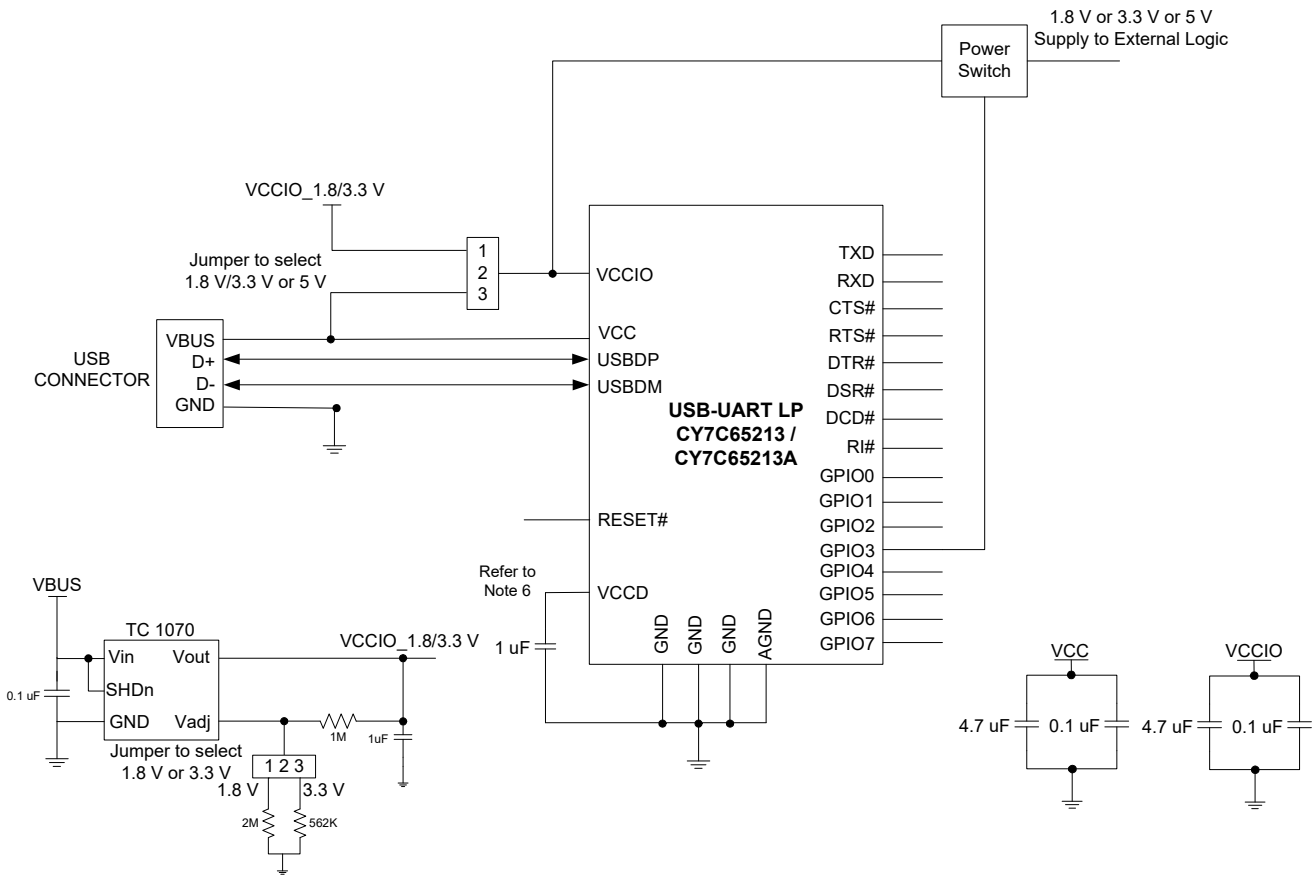 1.8 V or 3.3 V or 5 V
Supply to External Logic
Power
Switch
VCCIO_1.8/3.3 V
Jumper to select
1.8 V/3.3 V or 5 V
1
2
3
VCCIO
VCC
USBDP
USBDM
USB
CONNECTOR
VBUS
D+
D-
GND
USB-UART LP
CY7C65213 /
CY7C65213A
TXD
RXD
CTS#
RTS#
DTR#
DSR#
DCD#
RI#
GPIO0
GPIO1
GPIO2
GPIO3
GPIO4
GPIO5
GPIO6
GPIO7
RESET#
Refer to
Note 6
VCCD
1 uF
GND
GND
GND
AGND
VBUS
TC 1070
Vin
Vout
VCCIO_1.8/3.3 V
SHDn
0.1 uF
GND
Vadj
1M
1uF
Jumper to select
1.8 V or 3.3 V
1 2 3
1.8 V
3.3 V
2M
562K
VCC
4.7 uF
0.1 uF
VCCIO
4.7 uF
0.1 uF